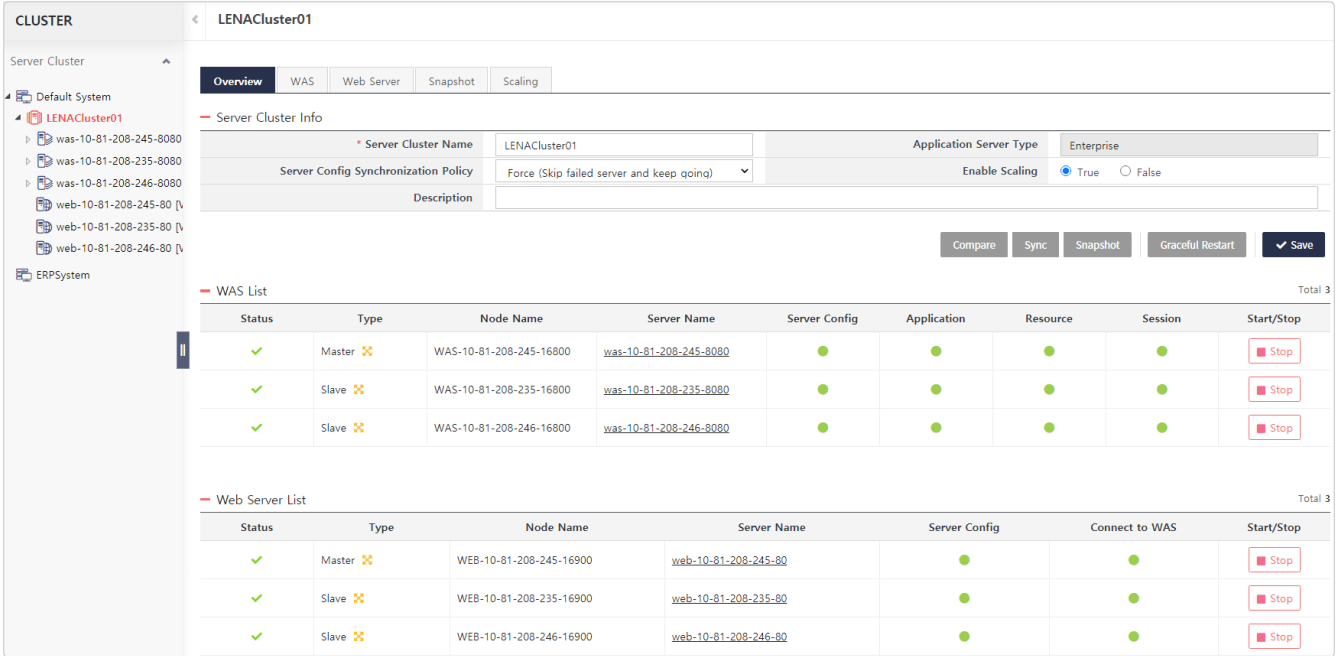 CLUSTER
LENACluster01
Server Cluster
Default System
LENACluster01
was-10-81-208-245-8080
was-10-81-208-235-8080
was-10-81-208-246-8080
web-10-81-208-245-80 [
web-10-81-208-235-80 [
web-10-81-208-246-80 [
ERPSystem
Overview WAS Web Server Snapshot Scaling
Server Cluster Info
* Server Cluster Name LENACluster01 Application Server Type Enterprise
Server Config Synchronization Policy Force (Skip failed server and keep going) Enable Scaling True False
Description
Compare Sync Snapshot Graceful Restart Save
WAS List Total 3
Status Type Node Name Server Name Server Config Application Resource Session Start/Stop
Master WAS-10-81-208-245-16800 was-10-81-208-245-8080 Stop
Slave WAS-10-81-208-235-16800 was-10-81-208-235-8080 Stop
Slave WAS-10-81-208-246-16800 was-10-81-208-246-8080 Stop
Web Server List Total 3
Status Type Node Name Server Name Server Config Connect to WAS Start/Stop
Master WEB-10-81-208-245-16900 web-10-81-208-245-80 Stop
Slave WEB-10-81-208-235-16900 web-10-81-208-235-80 Stop
Slave WEB-10-81-208-246-16900 web-10-81-208-246-80 Stop